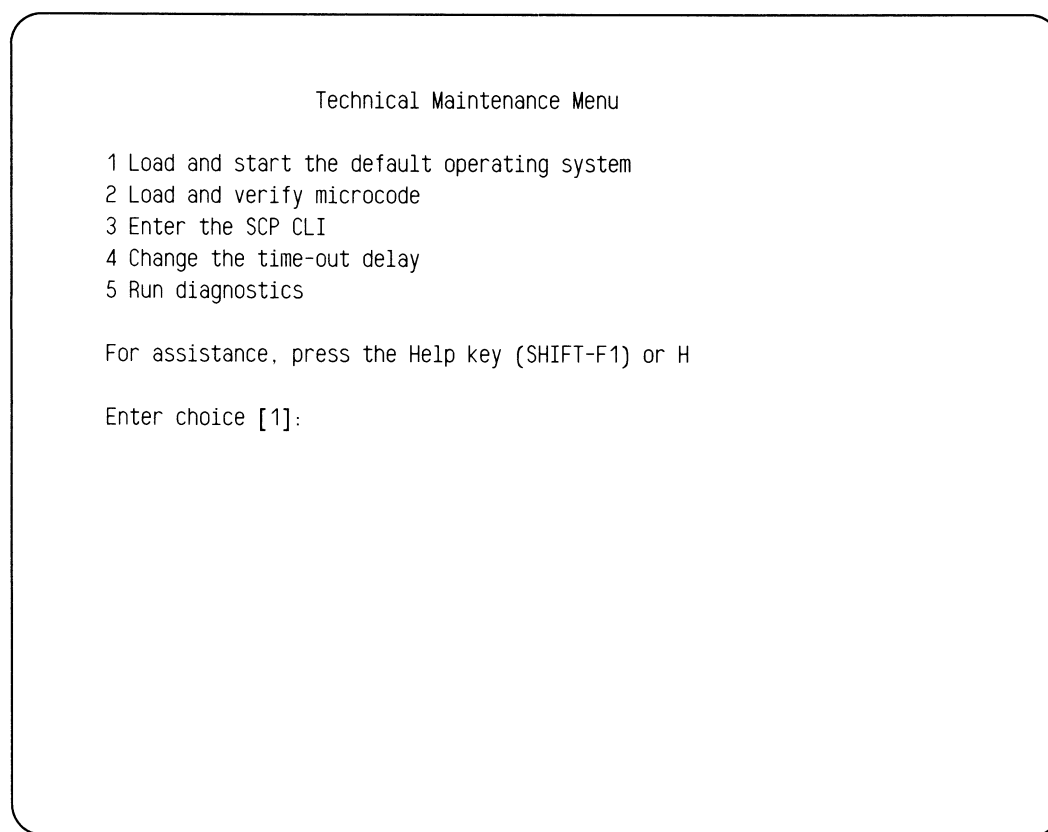 Technical Maintenance Menu
1 Load and start the default operating system
2 Load and verify microcode
3 Enter the SCP CLI
4 Change the time-out delay
5 Run diagnostics
For assistance, press the Help key (SHIFT-F1) or H
Enter choice [1]: